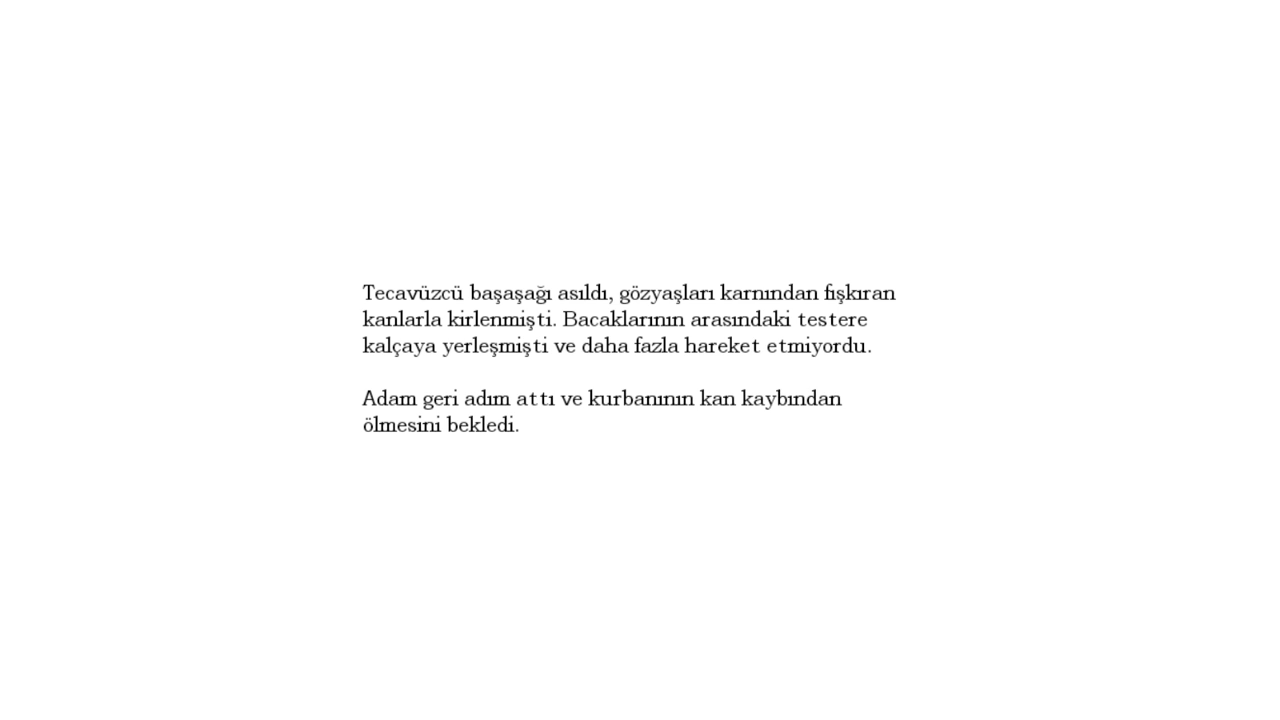 Tecavüzcü başaşağı asıldı, gözyaşları karnından fışkıran
kanlarla kirlenmişti. Bacaklarının arasındaki testere
kalçaya yerleşmişti ve daha fazla hareket etmiyordu.
Adam geri adım attı ve kurbanının kan kaybından
ölmesini bekledi.